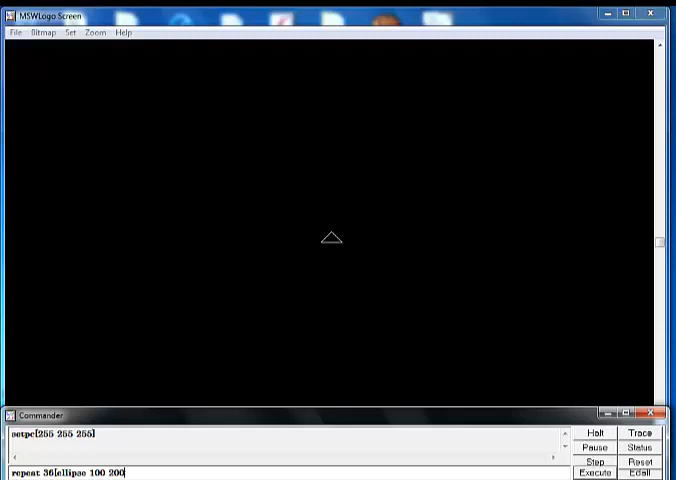 MSWLogo Screen
File Bitmap Set Zoom Help
Commander
setpc[255 255 255]
Halt Trace
Pause Status
Step Reset
repeat 36[ellipse 100 200
Execute Edall